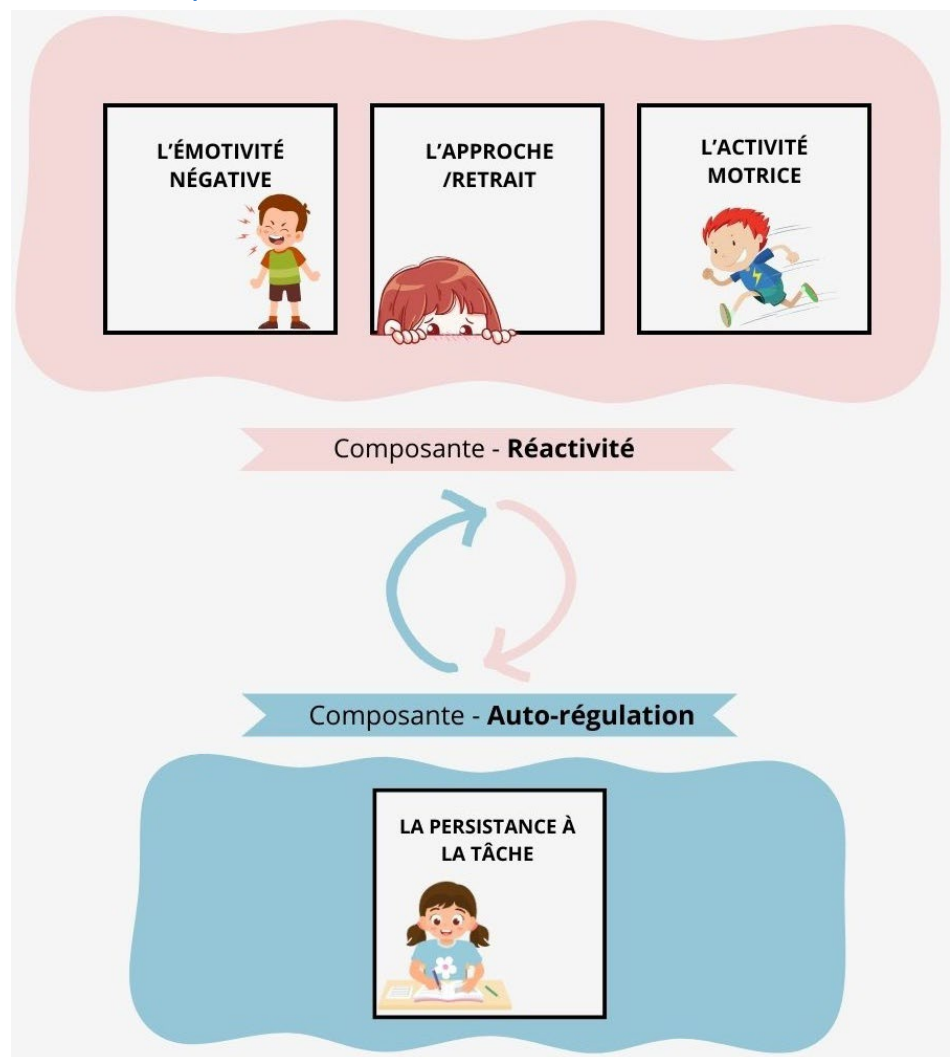 L'ÉMOTIVITÉ
NÉGATIVE
L'APPROCHE
/RETRAIT
L'ACTIVITÉ
MOTRICE
Composante - Réactivité
Composante - Auto-régulation
LA PERSISTANCE À
LA TÂCHE